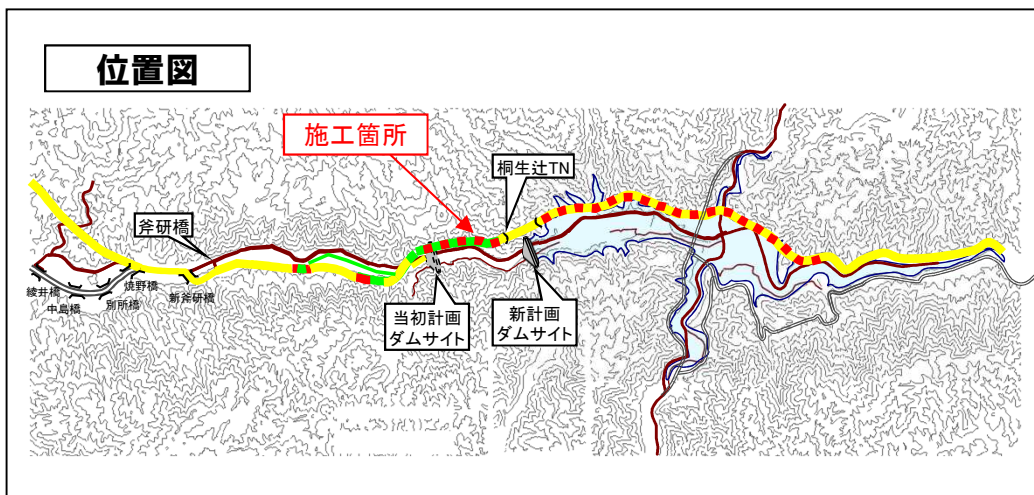 位置図
施工箇所
桐生辻TN
斧研橋
綾井橋
中島橋
別所橋
焼野橋
新斧研橋
当初計画
ダムサイト
新計画
ダムサイト